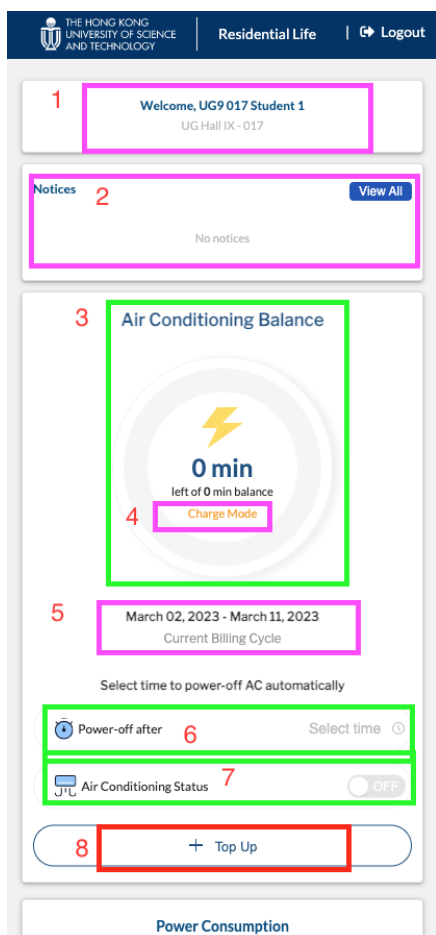 THE HONG KONG
UNIVERSITY OF SCIENCE
AND TECHNOLOGY
Residential Life
| Logout
1
Welcome, UG9 017 Student 1
UG Hall IX - 017
Notices
2
View All
No notices
3
Air Conditioning Balance
0 min
left of 0 min balance
4
Charge Mode
5
March 02, 2023 - March 11, 2023
Current Billing Cycle
Select time to power-off AC automatically
Power-off after
6
Select time
Air Conditioning Status
7
OFF
8
+ Top Up
Power Consumption